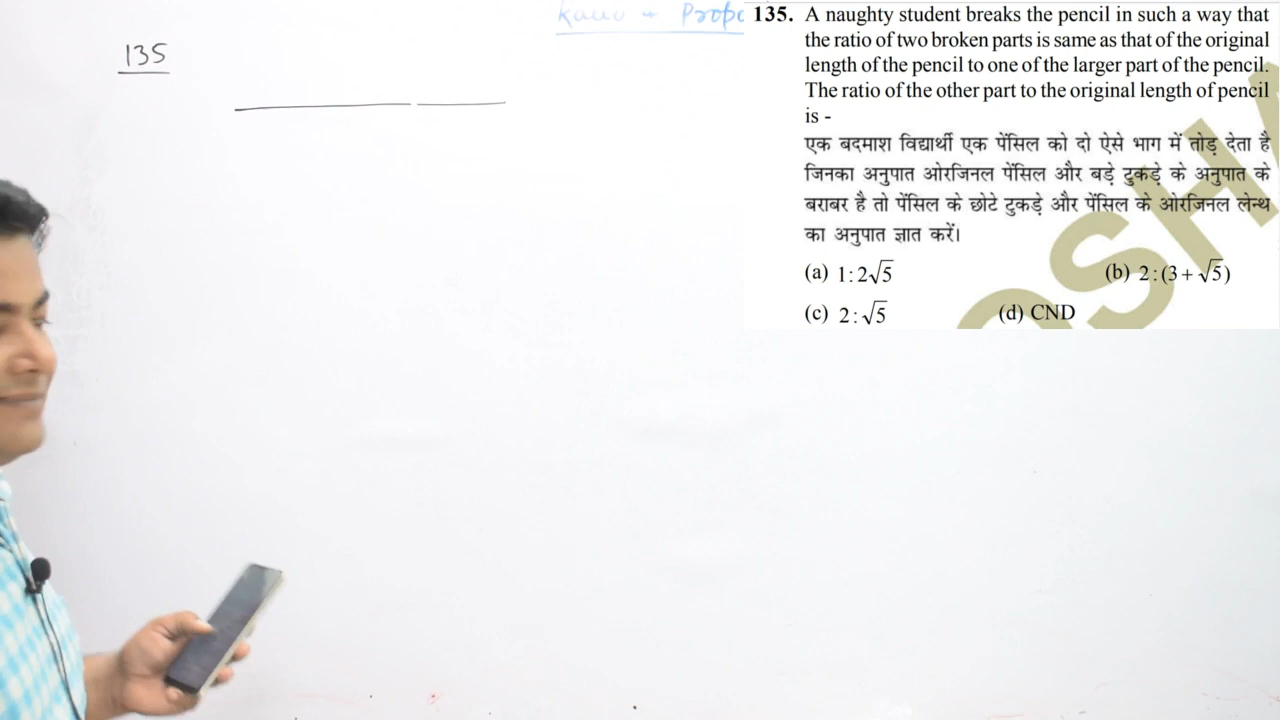 135
135. A naughty student breaks the pencil in such a way that
the ratio of two broken parts is same as that of the original
length of the pencil to one of the larger part of the pencil.
The ratio of the other part to the original length of pencil
is -
एक बदमाश विद्यार्थी एक पेंसिल को दो ऐसे भाग में तोड़ देता है
जिनका अनुपात ओरजिनल पेंसिल और बड़े टुकड़े के अनुपात के
बराबर है तो पेंसिल के छोटे टुकड़े और पेंसिल के ओरजिनल लेन्थ
का अनुपात ज्ञात करें।
(a) 1:2√5 (b) 2:(3+√5)
(c) 2:√5 (d) CND